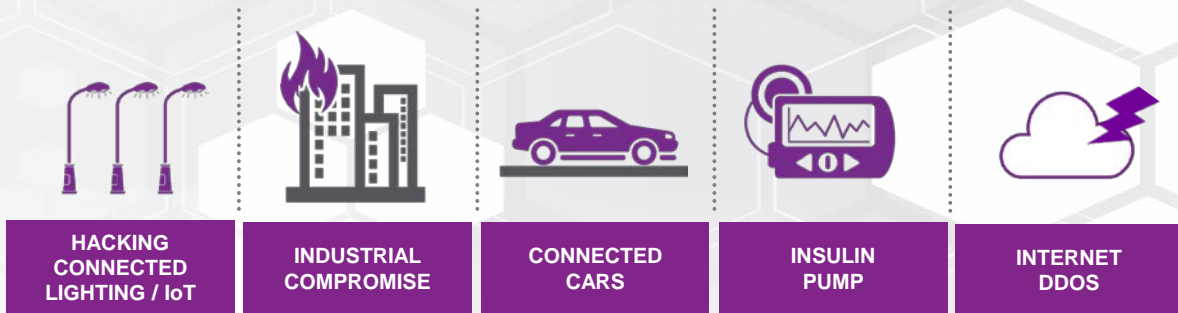 HACKING
CONNECTED
LIGHTING / IoT
INDUSTRIAL
COMPROMISE
CONNECTED
CARS
INSULIN
PUMP
INTERNET
DDOS